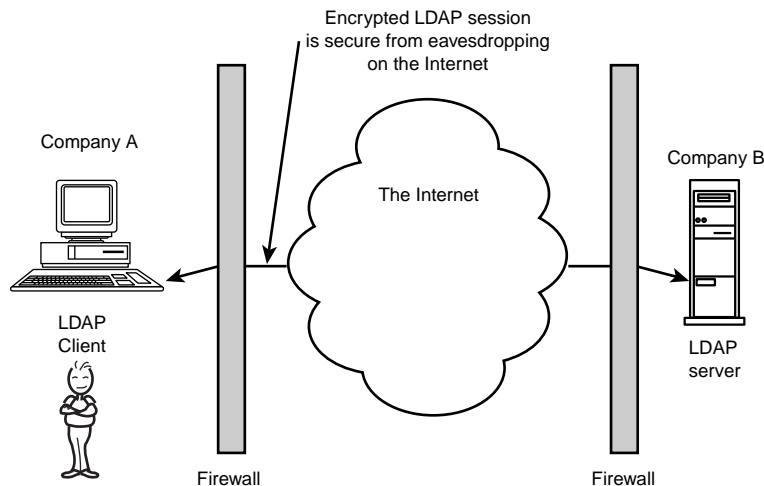 Encrypted LDAP session
is secure from eavesdropping
on the Internet
Company A
Company B
The Internet
LDAP
Client
LDAP
server
Firewall
Firewall